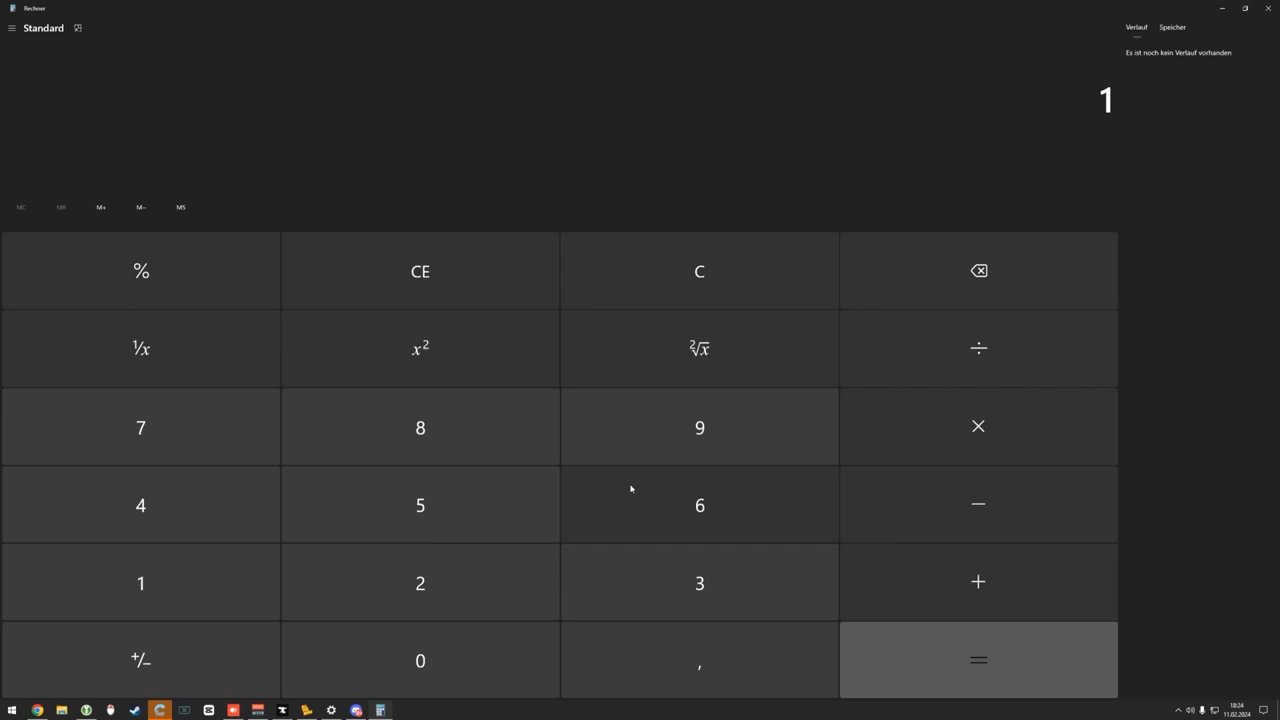 Rechner
Standard
Verlauf Speicher
Es ist noch kein Verlauf vorhanden
1
MC MR M+ M− MS
% CE C
¹/x x² ²√x ÷
7 8 9 ×
4 5 6 −
1 2 3 +
+/− 0 , =
18:24
11.02.2024